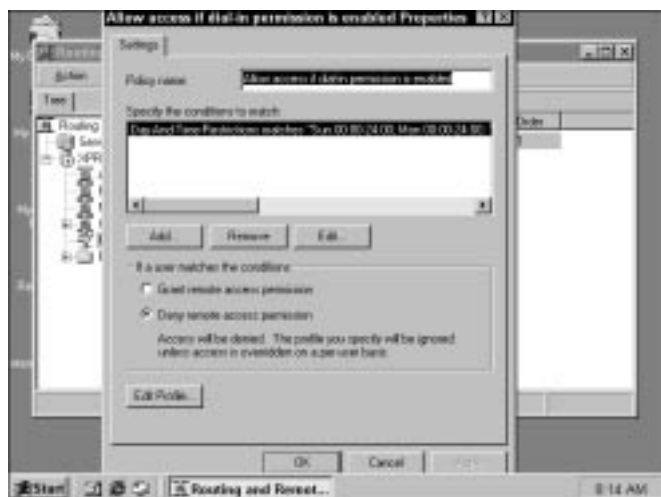 Allow access if dial-in permission is enabled Properties
Settings
Policy name:
Allow access if dial-in permission is enabled
Action
Tree
Specify the conditions to match:
Order
Day-And-Time-Restrictions matches "Sun 00:00-24:00; Mon 00:00-24:00;
Routing
1
Add...
Remove
Edit...
If a user matches the conditions
Grant remote access permission
Deny remote access permission
Access will be denied. The profile you specify will be ignored
unless access is overridden on a per-user basis.
Edit Profile...
OK
Cancel
Apply
Start
Routing and Remot...
8:14 AM